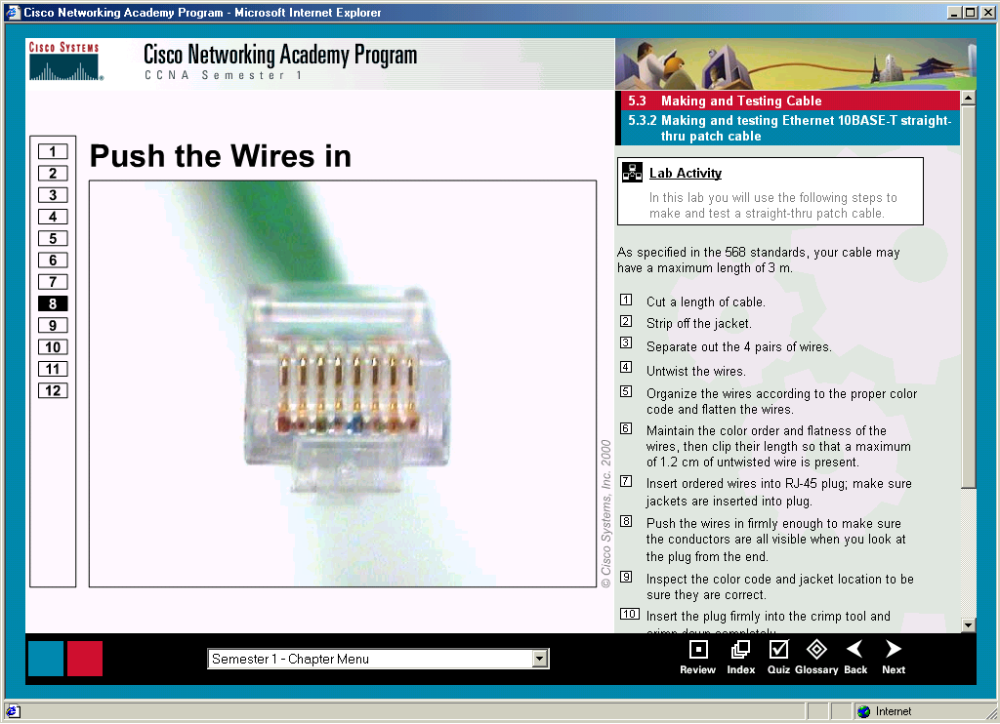 Cisco Networking Academy Program - Microsoft Internet Explorer
CISCO SYSTEMS
Cisco Networking Academy Program
CCNA Semester 1
5.3 Making and Testing Cable
5.3.2 Making and testing Ethernet 10BASE-T straight-
thru patch cable
1
2
3
4
5
6
7
8
9
10
11
12
Push the Wires in
© Cisco Systems, Inc. 2000
Lab Activity
In this lab you will use the following steps to
make and test a straight-thru patch cable.
As specified in the 568 standards, your cable may
have a maximum length of 3 m.
1 Cut a length of cable.
2 Strip off the jacket.
3 Separate out the 4 pairs of wires.
4 Untwist the wires.
5 Organize the wires according to the proper color
code and flatten the wires.
6 Maintain the color order and flatness of the
wires, then clip their length so that a maximum
of 1.2 cm of untwisted wire is present.
7 Insert ordered wires into RJ-45 plug; make sure
jackets are inserted into plug.
8 Push the wires in firmly enough to make sure
the conductors are all visible when you look at
the plug from the end.
9 Inspect the color code and jacket location to be
sure they are correct.
10 Insert the plug firmly into the crimp tool and
crimp down completely.
Semester 1 - Chapter Menu
Review Index Quiz Glossary Back Next
Internet